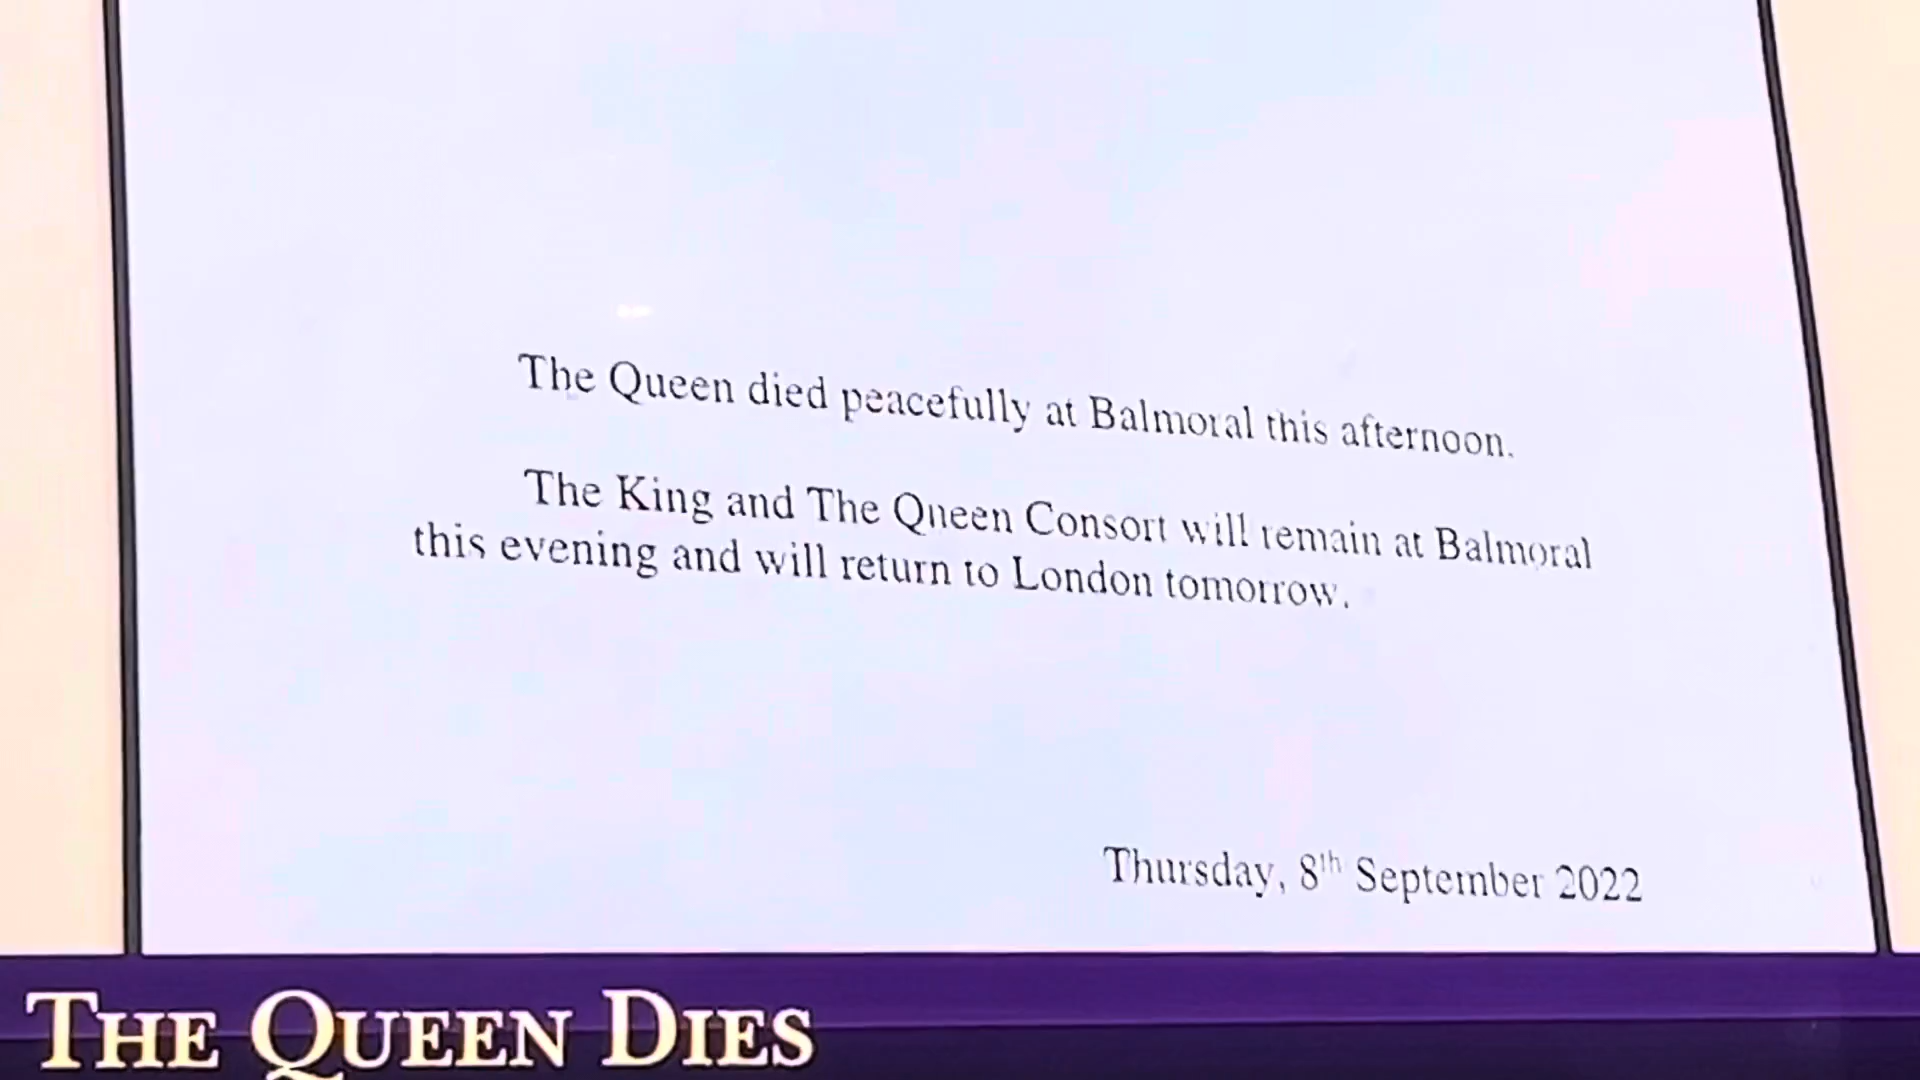 The Queen died peacefully at Balmoral this afternoon.
The King and The Queen Consort will remain at Balmoral
this evening and will return to London tomorrow.
Thursday, 8th September 2022
THE QUEEN DIES